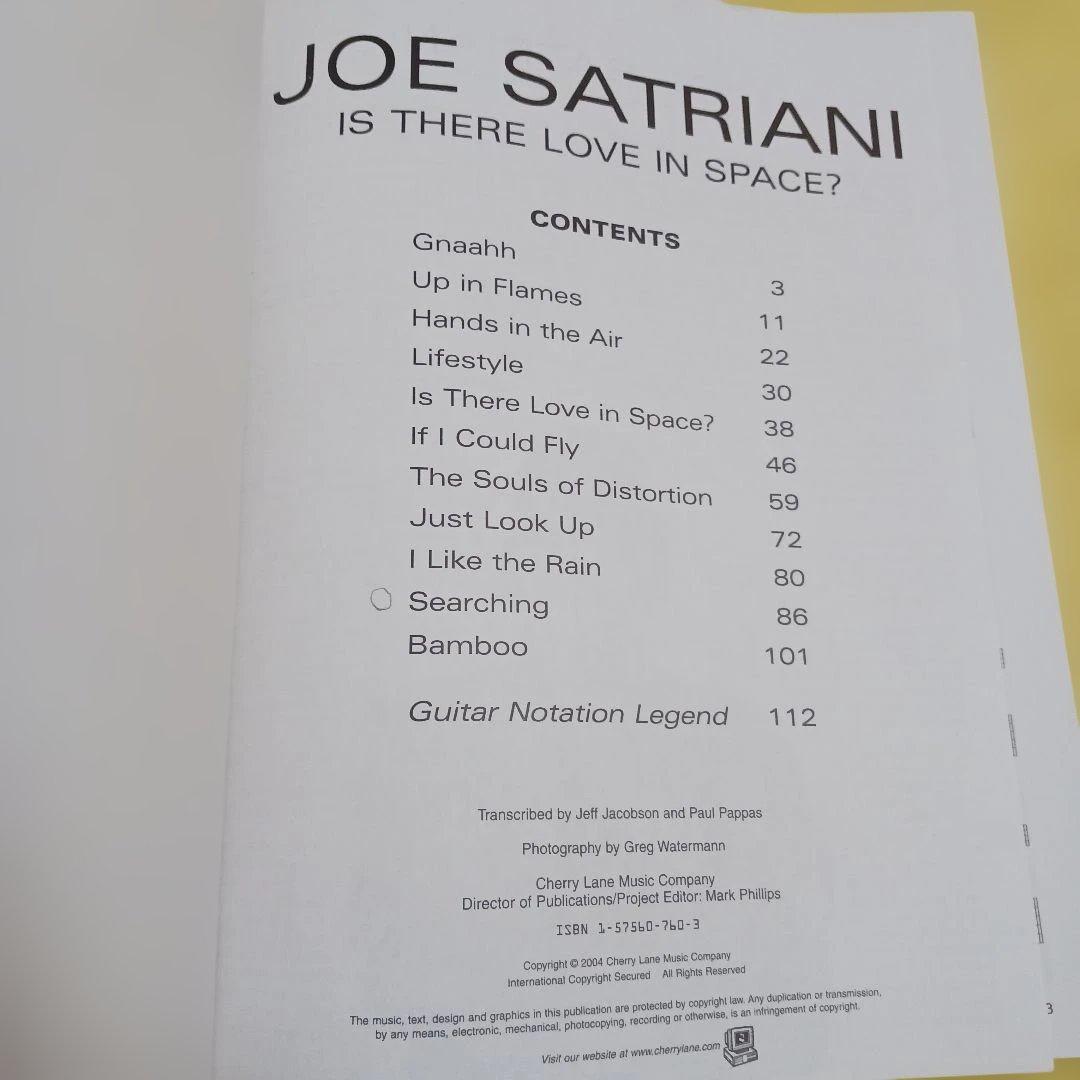 JOE SATRIANI
IS THERE LOVE IN SPACE?
CONTENTS
Gnaahh 3
Up in Flames 11
Hands in the Air 22
Lifestyle 30
Is There Love in Space? 38
If I Could Fly 46
The Souls of Distortion 59
Just Look Up 72
I Like the Rain 80
Searching 86
Bamboo 101
Guitar Notation Legend 112
Transcribed by Jeff Jacobson and Paul Pappas
Photography by Greg Watermann
Cherry Lane Music Company
Director of Publications/Project Editor: Mark Phillips
ISBN 1-57560-760-3
Copyright © 2004 Cherry Lane Music Company
International Copyright Secured All Rights Reserved
The music, text, design and graphics in this publication are protected by copyright law. Any duplication or transmission,
by any means, electronic, mechanical, photocopying, recording or otherwise, is an infringement of copyright.
Visit our website at www.cherrylane.com
3